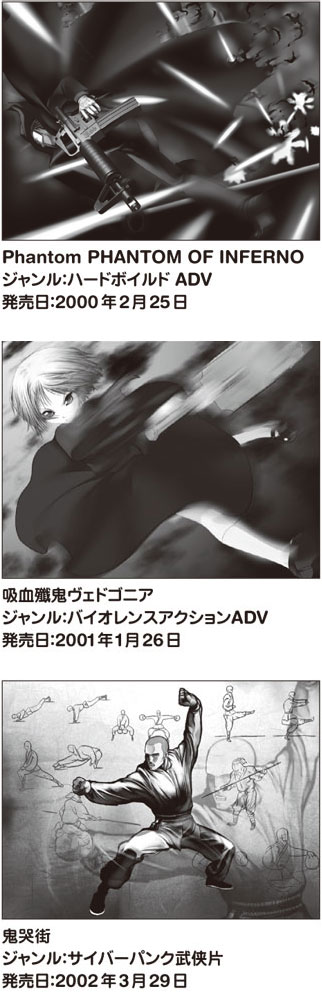 Phantom PHANTOM OF INFERNO
ジャンル:ハードボイルド ADV
発売日:2000年2月25日
吸血殲鬼ヴェドゴニア
ジャンル:バイオレンスアクションADV
発売日:2001年1月26日
鬼哭街
ジャンル:サイバーパンク武侠片
発売日:2002年3月29日